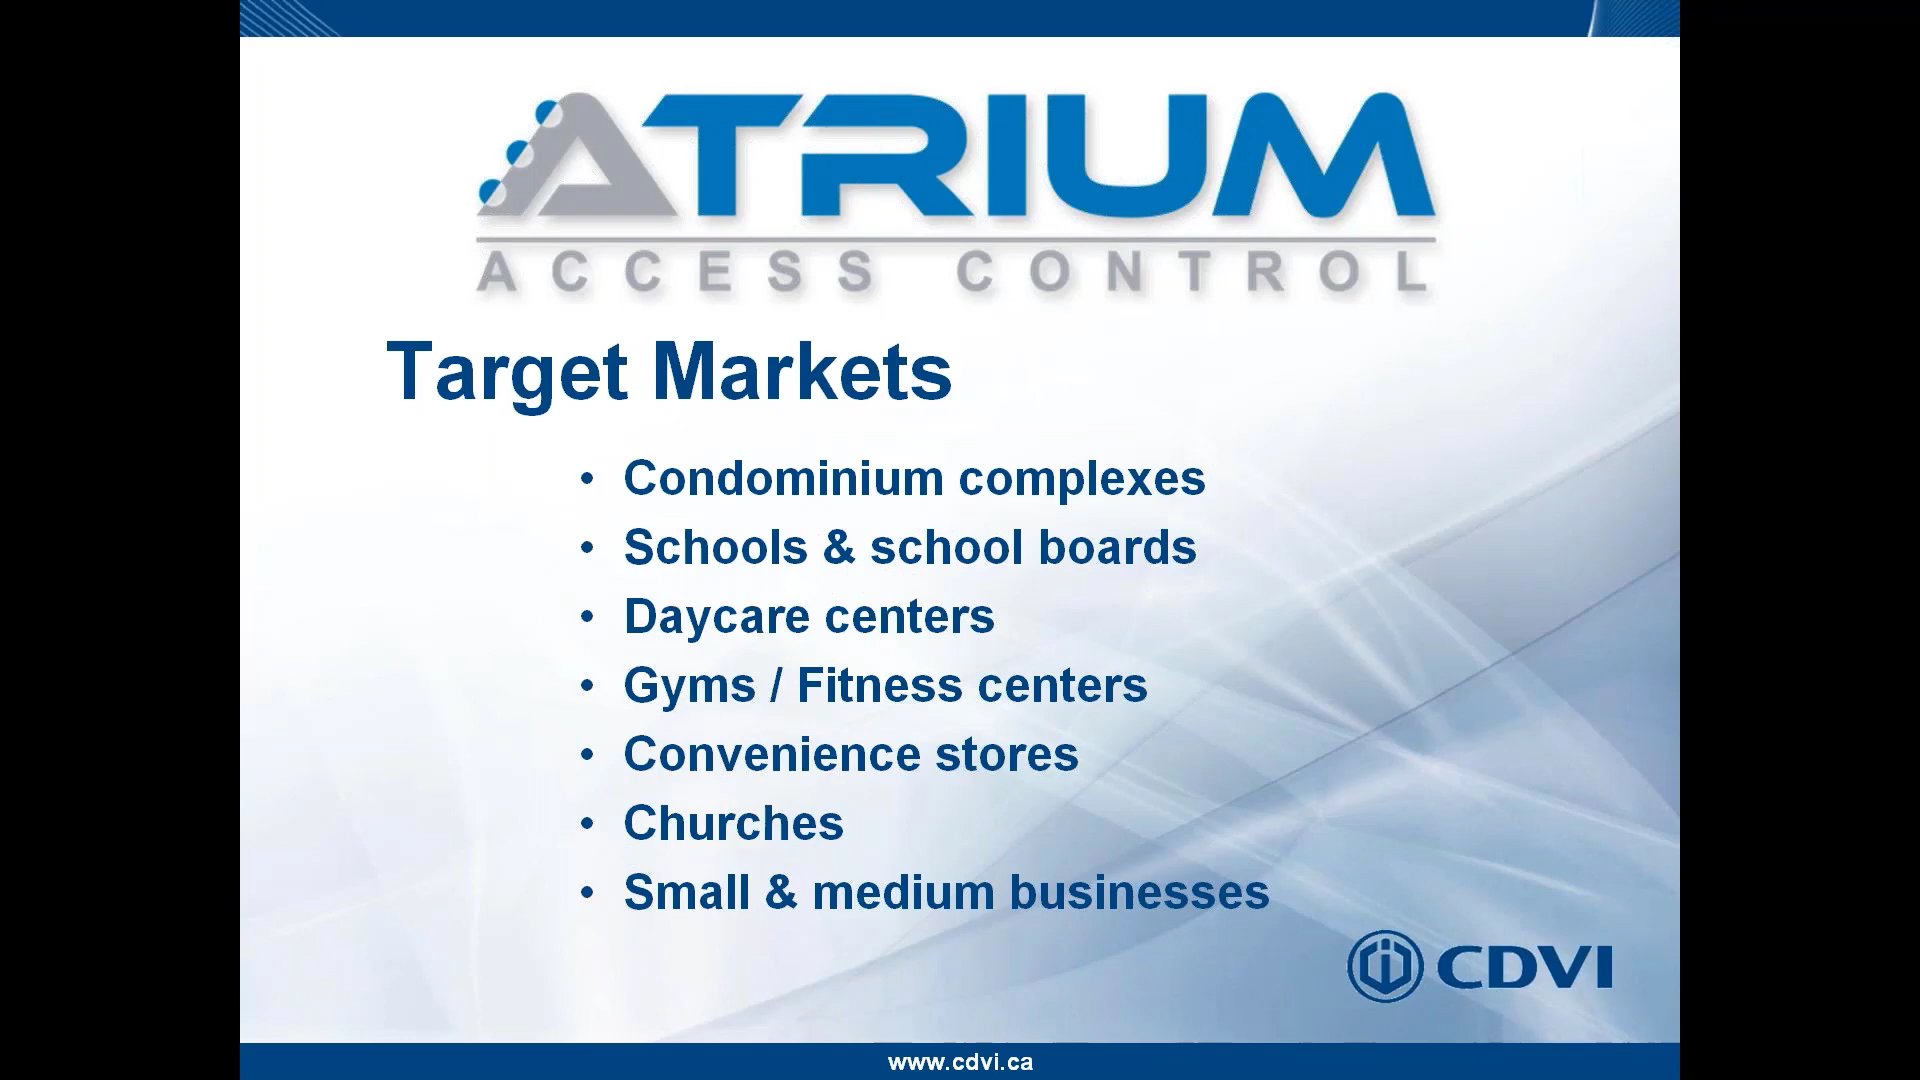 ATRIUM
ACCESS CONTROL
Target Markets
• Condominium complexes
• Schools & school boards
• Daycare centers
• Gyms / Fitness centers
• Convenience stores
• Churches
• Small & medium businesses
CDVI
www.cdvi.ca